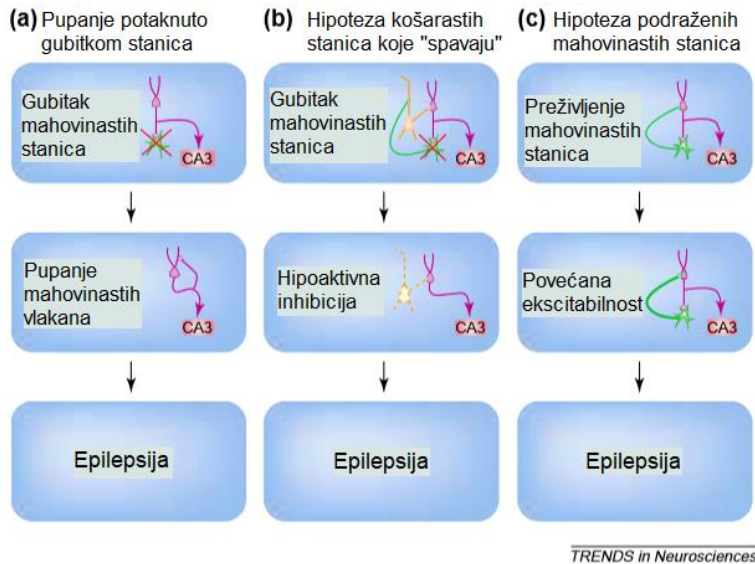 (a) Pupanje potaknuto
gubitkom stanica
(b) Hipoteza košarastih
stanica koje "spavaju"
(c) Hipoteza podraženih
mahovinastih stanica
Gubitak
mahovinastih
stanica
CA3
Gubitak
mahovinastih
stanica
CA3
Preživljenje
mahovinastih
stanica
CA3
Pupanje
mahovinastih
vlakana
CA3
Hipoaktivna
inhibicija
CA3
Povećana
ekscitabilnost
CA3
Epilepsija
Epilepsija
Epilepsija
TRENDS in Neurosciences